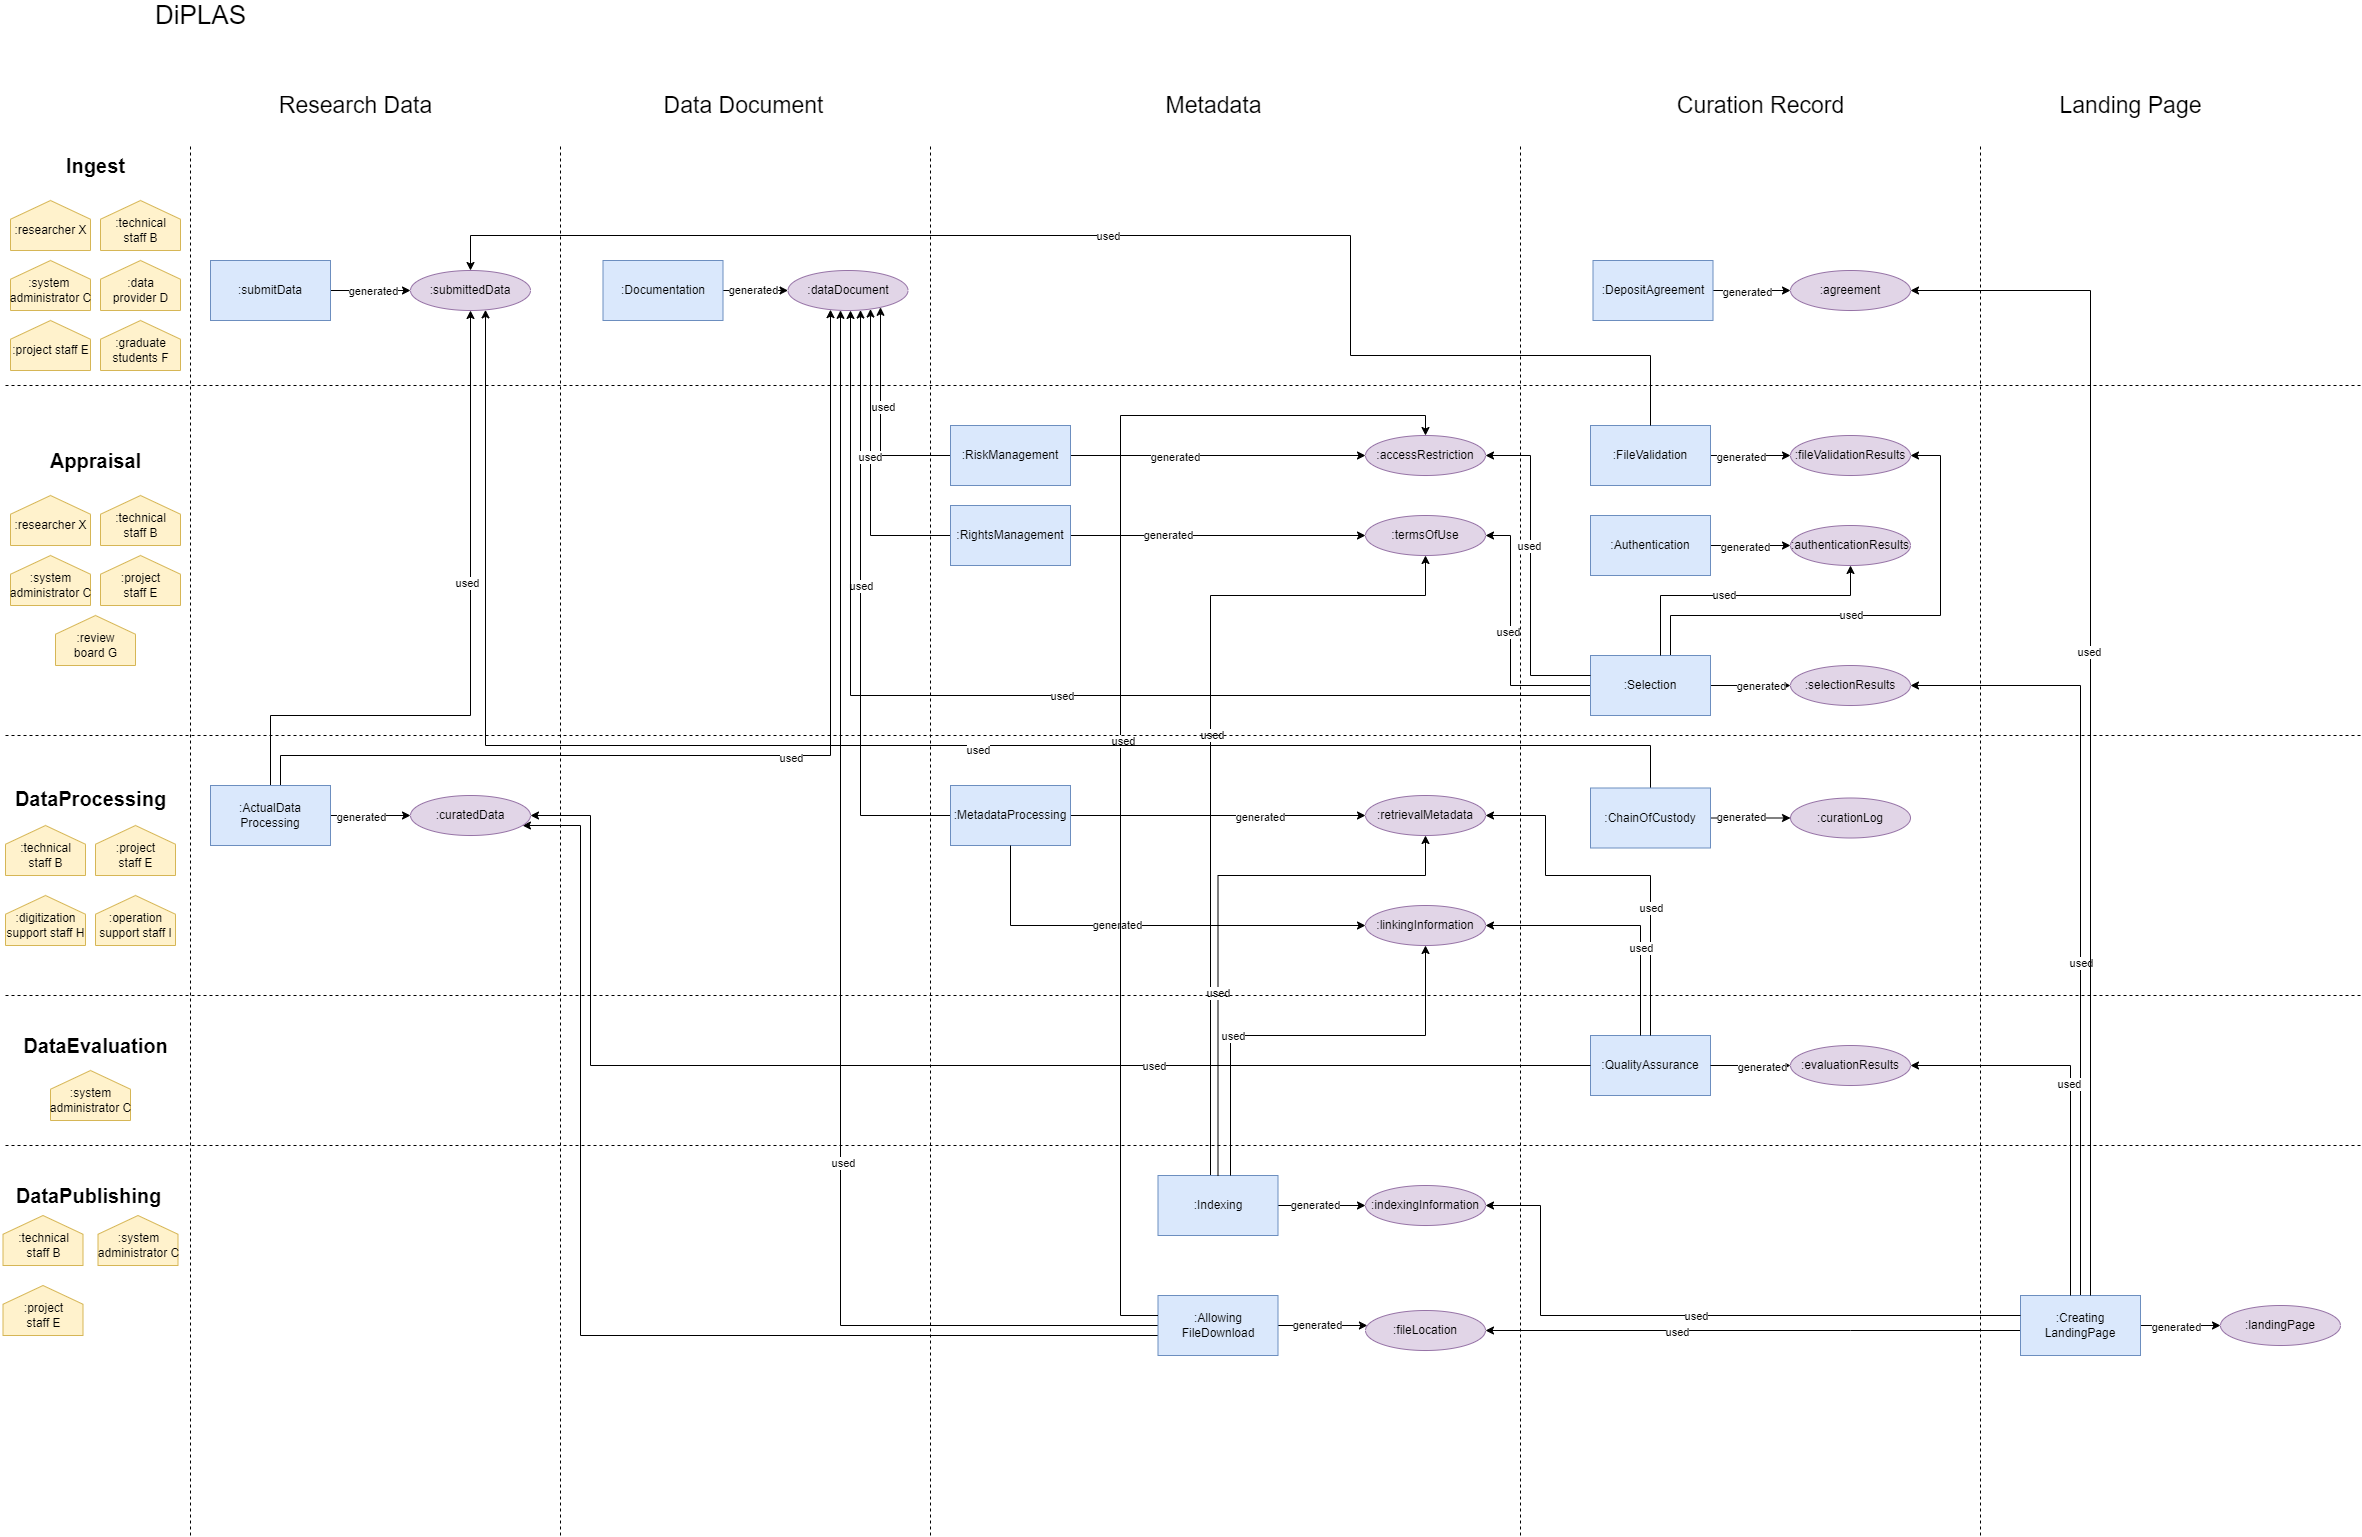 DiPLAS
Research Data
Data Document
Metadata
Curation Record
Landing Page
Ingest
:researcher X
:technical
staff B
:system
administrator C
:data
provider D
:project staff E
:graduate
students F
:submitData
generated
:submittedData
:Documentation
generated
:dataDocument
used
:DepositAgreement
generated
:agreement
Appraisal
:researcher X
:technical
staff B
:system
administrator C
:project
staff E
:review
board G
used
used
:RiskManagement
generated
:accessRestriction
:FileValidation
generated
:fileValidationResults
:RightsManagement
generated
:termsOfUse
used
:Authentication
generated
:authenticationResults
used
used
used
used
used
used
:Selection
generated
:selectionResults
used
used
used
used
used
used
DataProcessing
:technical
staff B
:project
staff E
:digitization
support staff H
:operation
support staff I
:ActualData
Processing
generated
:curatedData
:MetadataProcessing
generated
:retrievalMetadata
:ChainOfCustody
generated
:curationLog
used
generated
:linkingInformation
used
used
used
DataEvaluation
:system
administrator C
used
used
:QualityAssurance
generated
:evaluationResults
used
DataPublishing
:technical
staff B
:system
administrator C
:project
staff E
used
:Indexing
generated
:indexingInformation
:Allowing
FileDownload
generated
:fileLocation
used
used
:Creating
LandingPage
generated
:landingPage